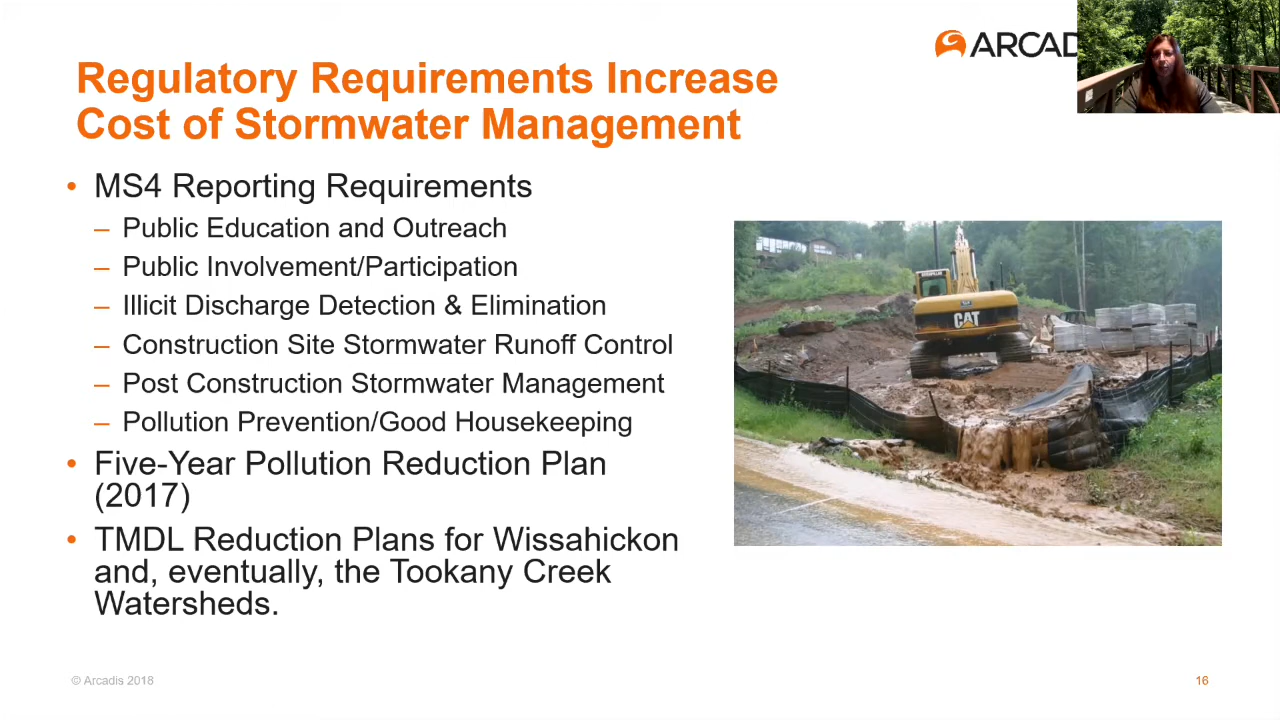 ARCAD
Regulatory Requirements Increase
Cost of Stormwater Management
• MS4 Reporting Requirements
– Public Education and Outreach
– Public Involvement/Participation
– Illicit Discharge Detection & Elimination
– Construction Site Stormwater Runoff Control
– Post Construction Stormwater Management
– Pollution Prevention/Good Housekeeping
• Five-Year Pollution Reduction Plan
(2017)
• TMDL Reduction Plans for Wissahickon
and, eventually, the Tookany Creek
Watersheds.
CATERPILLAR
CAT
© Arcadis 2018
16